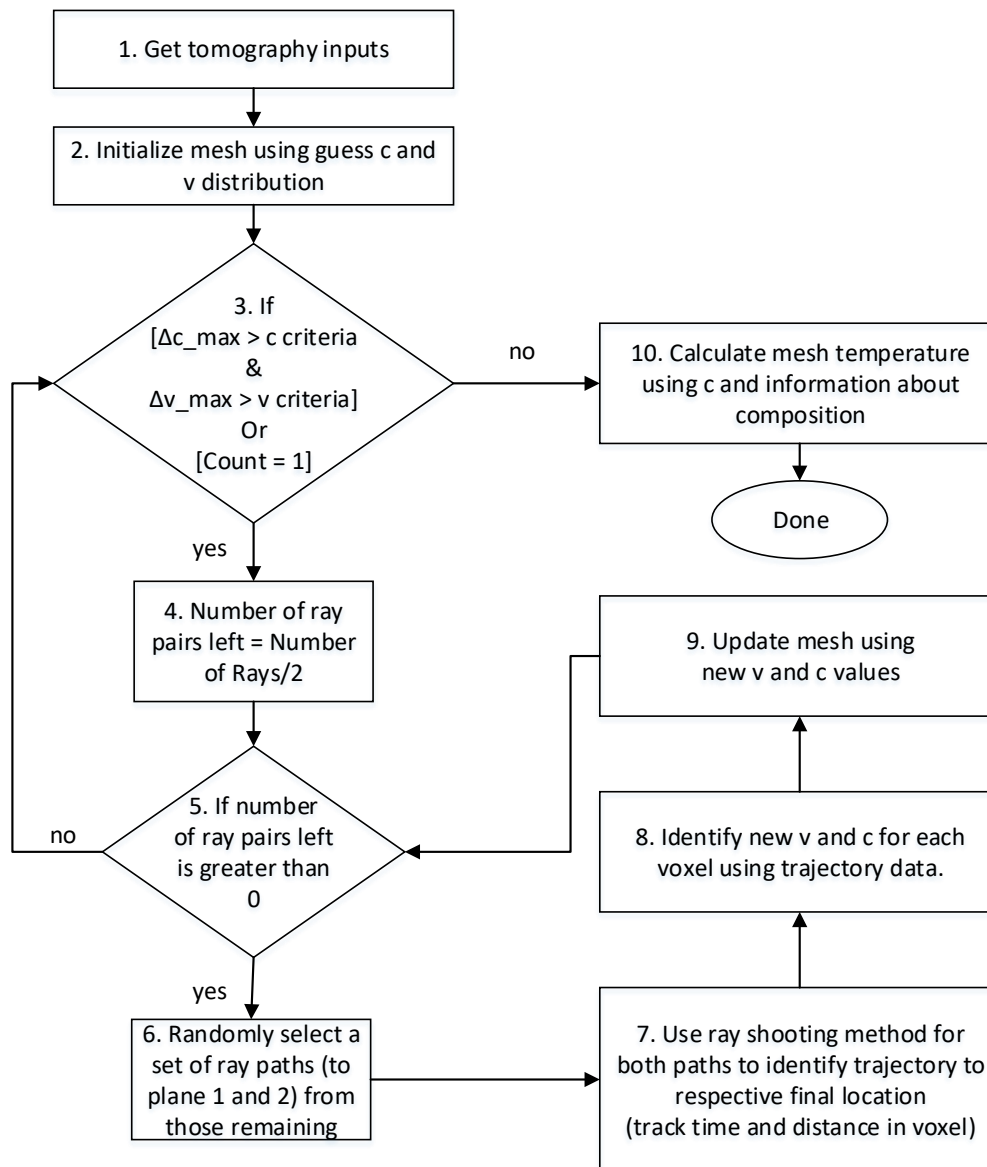 1. Get tomography inputs
2. Initialize mesh using guess c and
v distribution
3. If
[Δc_max > c criteria
&
Δv_max > v criteria]
Or
[Count = 1]
no
10. Calculate mesh temperature
using c and information about
composition
Done
yes
4. Number of ray
pairs left = Number
of Rays/2
5. If number
of ray pairs left
is greater than
0
no
yes
6. Randomly select a
set of ray paths (to
plane 1 and 2) from
those remaining
7. Use ray shooting method for
both paths to identify trajectory to
respective final location
(track time and distance in voxel)
8. Identify new v and c for each
voxel using trajectory data.
9. Update mesh using
new v and c values